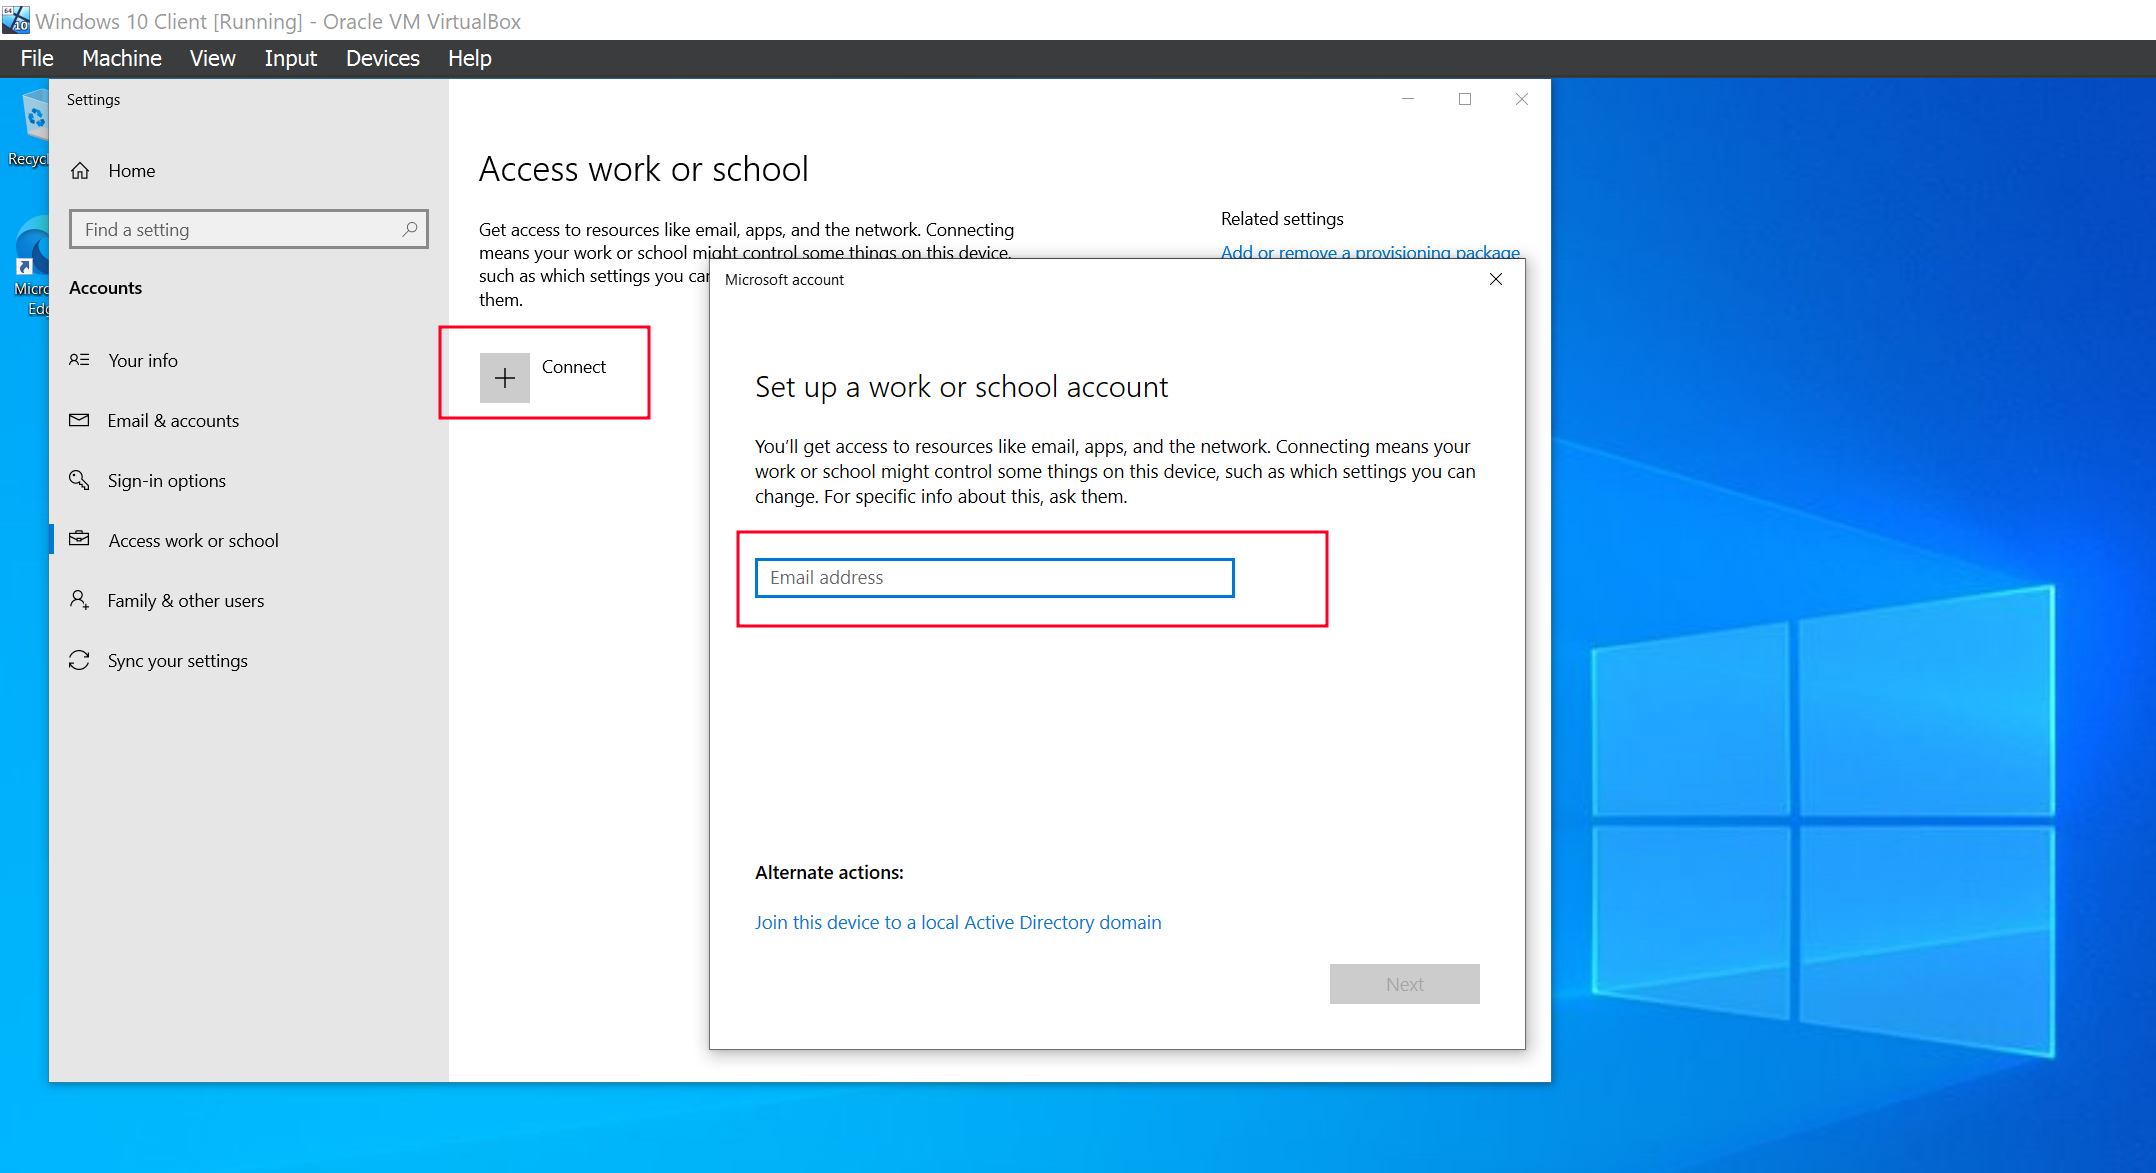 Windows 10 Client [Running] - Oracle VM VirtualBox
File Machine View Input Devices Help
Settings
Home
Find a setting
Accounts
Your info
Email & accounts
Sign-in options
Access work or school
Family & other users
Sync your settings
Access work or school
Get access to resources like email, apps, and the network. Connecting
means your work or school might control some things on this device,
such as which settings you
them.
Connect
Related settings
Add or remove a provisioning package
Microsoft account
Set up a work or school account
You'll get access to resources like email, apps, and the network. Connecting means your
work or school might control some things on this device, such as which settings you can
change. For specific info about this, ask them.
Email address
Alternate actions:
Join this device to a local Active Directory domain
Next